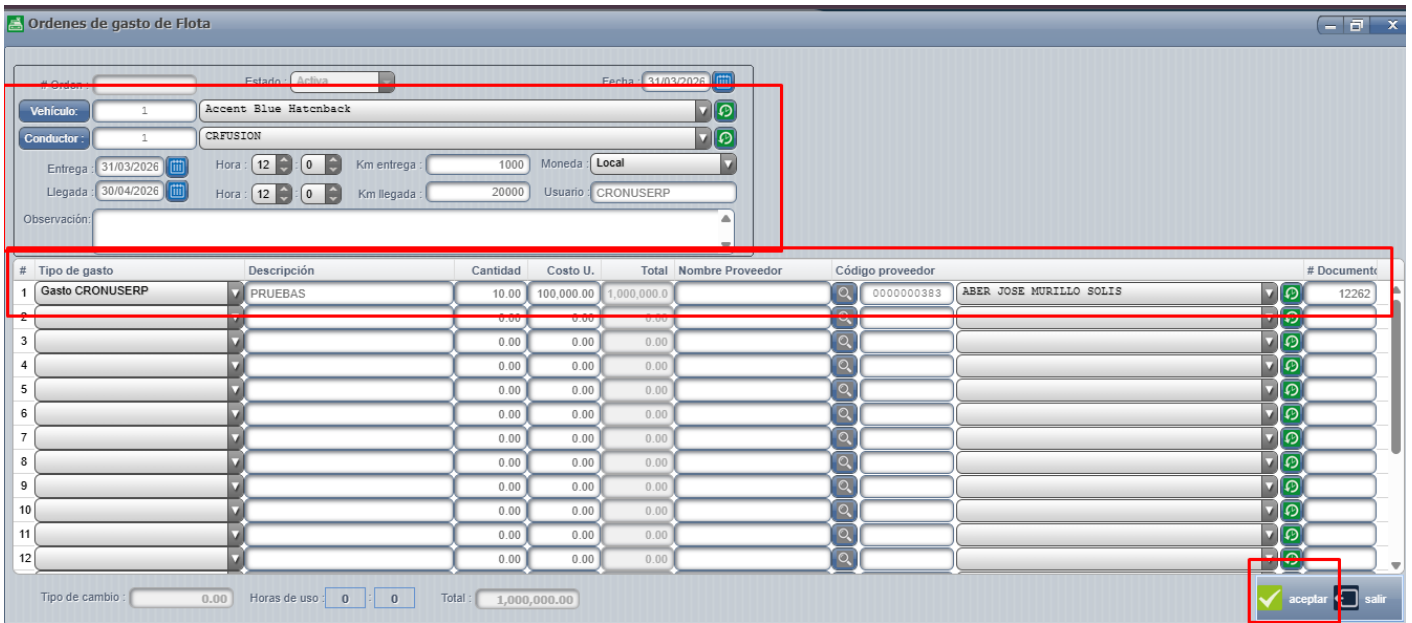 Ordenes de gasto de Flota
# Orden : Estado : Activa Fecha : 31/03/2026
Vehículo: 1 Accent Blue Hatcnback
Conductor : 1 CRFUSION
Entrega : 31/03/2026 Hora : 12 : 0 Km entrega : 1000 Moneda : Local
Llegada : 30/04/2026 Hora : 12 : 0 Km llegada : 20000 Usuario : CRONUSERP
Observación:
# Tipo de gasto Descripción Cantidad Costo U. Total Nombre Proveedor Código proveedor # Documento
1 Gasto CRONUSERP PRUEBAS 10.00 100,000.00 1,000,000.0 0000000383 ABER JOSE MURILLO SOLIS 12262
2 0.00 0.00 0.00
3 0.00 0.00 0.00
4 0.00 0.00 0.00
5 0.00 0.00 0.00
6 0.00 0.00 0.00
7 0.00 0.00 0.00
8 0.00 0.00 0.00
9 0.00 0.00 0.00
10 0.00 0.00 0.00
11 0.00 0.00 0.00
12 0.00 0.00 0.00
Tipo de cambio : 0.00 Horas de uso : 0 : 0 Total : 1,000,000.00 aceptar salir